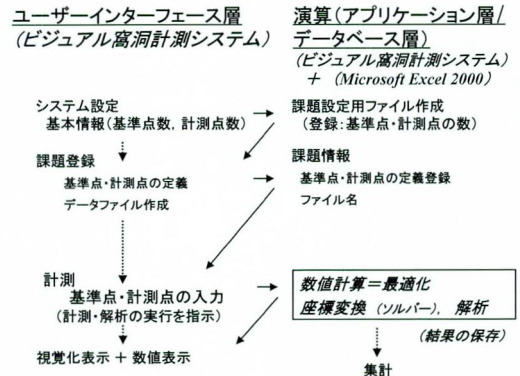 ユーザーインターフェース層
(ビジュアル窩洞計測システム)
演算(アプリケーション層/
データベース層)
(ビジュアル窩洞計測システム)
+ (Microsoft Excel 2000)
システム設定
基本情報(基準点数, 計測点数)
課題設定用ファイル作成
(登録:基準点・計測点の数)
課題登録
基準点・計測点の定義
データファイル作成
課題情報
基準点・計測点の定義登録
ファイル名
計測
基準点・計測点の入力
(計測・解析の実行を指示)
数値計算=最適化
座標変換 (ソルバー), 解析
(結果の保存)
視覚化表示 + 数値表示
集計